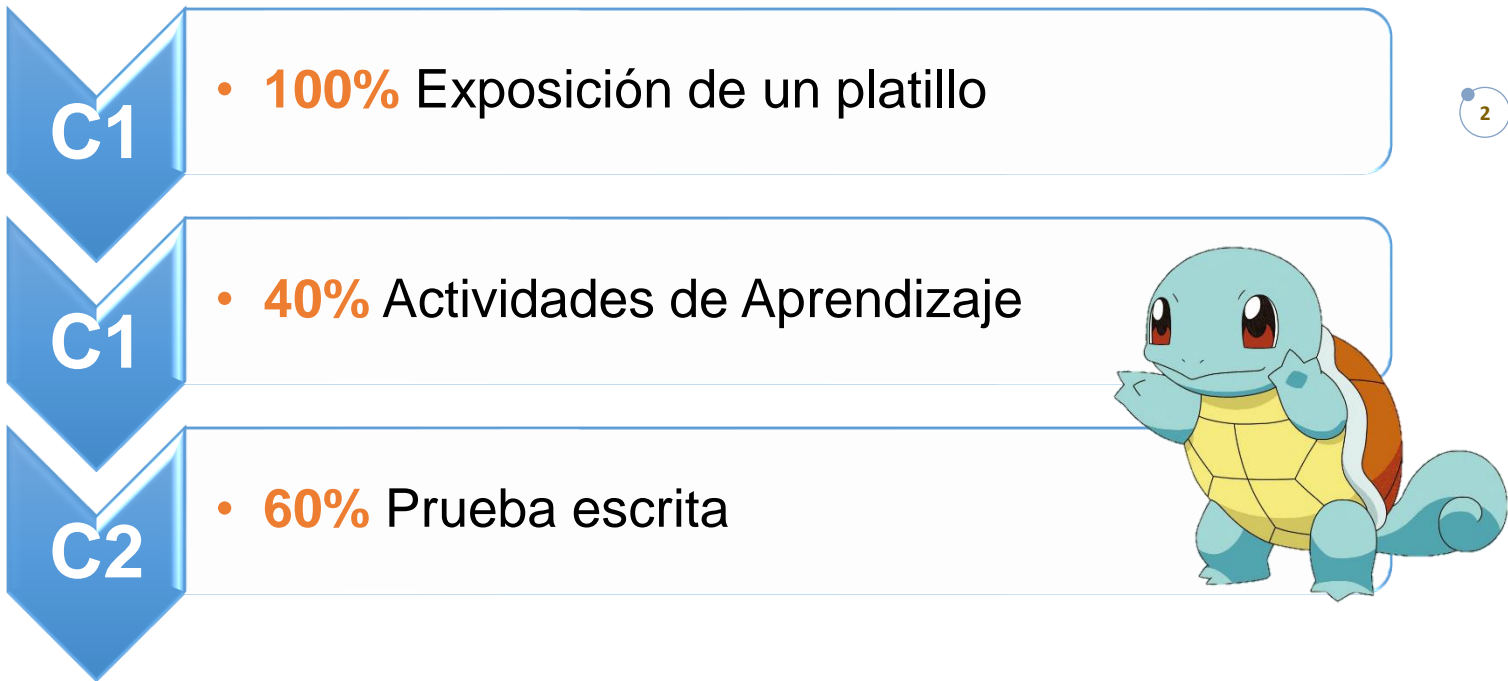 C1
• 100% Exposición de un platillo
2
C1
• 40% Actividades de Aprendizaje
C2
• 60% Prueba escrita